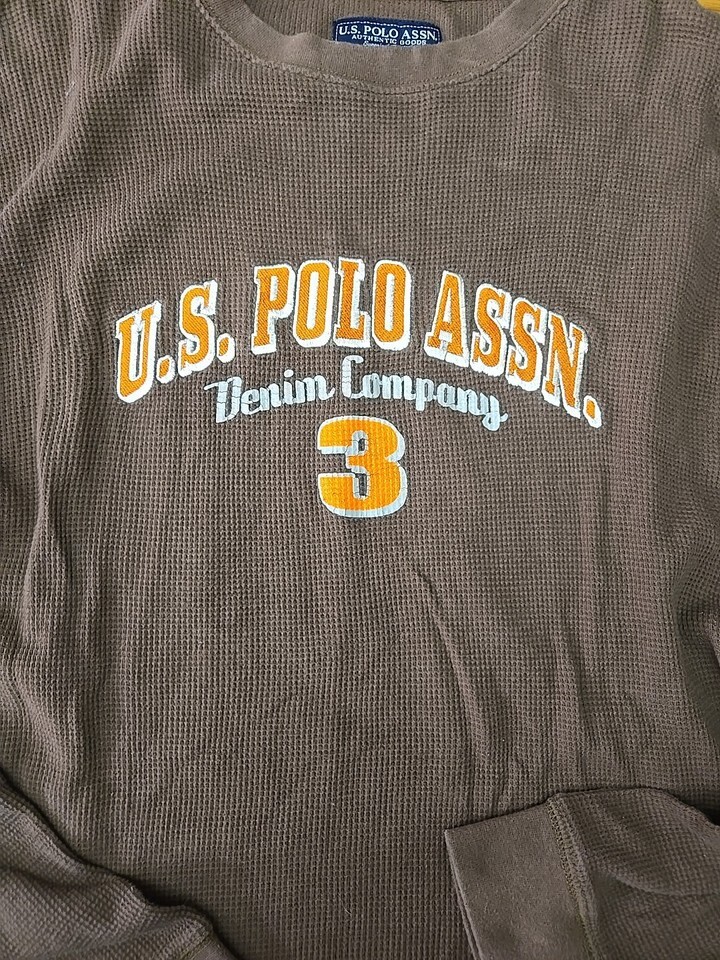 U.S. POLO ASSN.
AUTHENTIC GOODS
U.S. POLO ASSN.
Denim Company
3